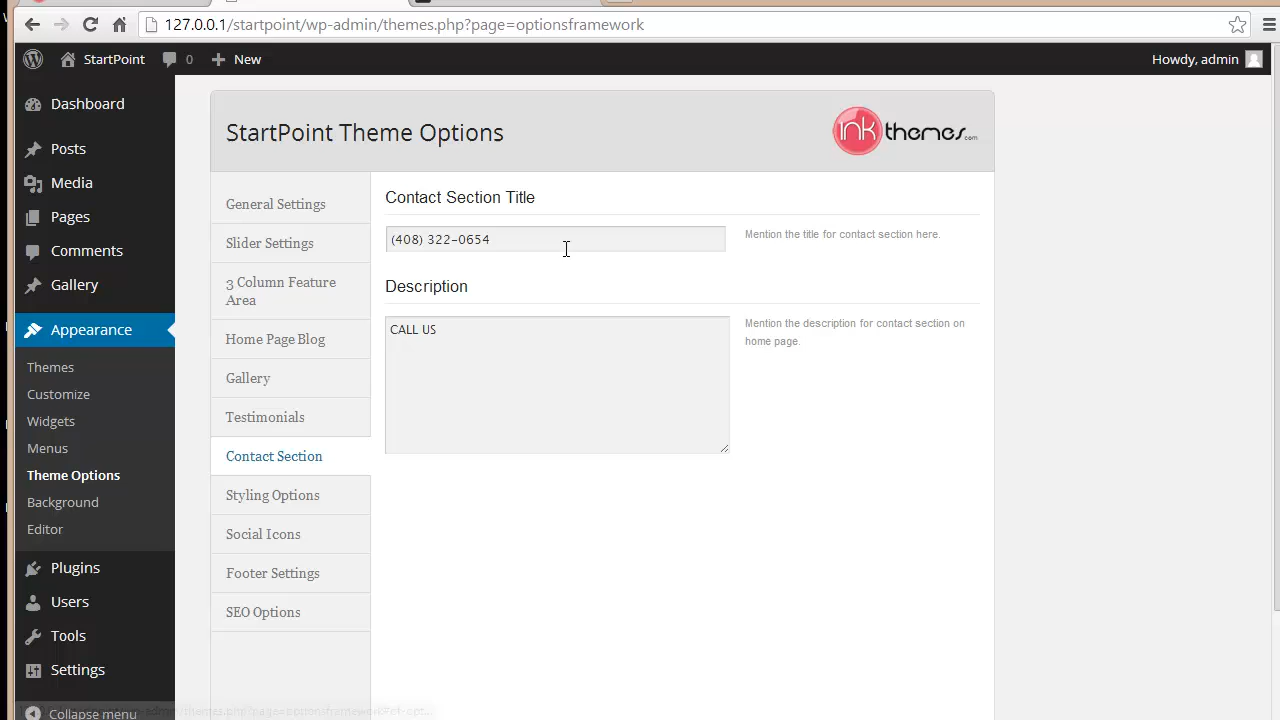 127.0.0.1/startpoint/wp-admin/themes.php?page=optionsframework
StartPoint
0
New
Howdy, admin
Dashboard
Posts
Media
Pages
Comments
Gallery
Appearance
Themes
Customize
Widgets
Menus
Theme Options
Background
Editor
Plugins
Users
Tools
Settings
Collapse menu
StartPoint Theme Options
ink themes.com
General Settings
Slider Settings
3 Column Feature
Area
Home Page Blog
Gallery
Testimonials
Contact Section
Styling Options
Social Icons
Footer Settings
SEO Options
Contact Section Title
(408) 322-0654
Mention the title for contact section here.
Description
CALL US
Mention the description for contact section on
home page.